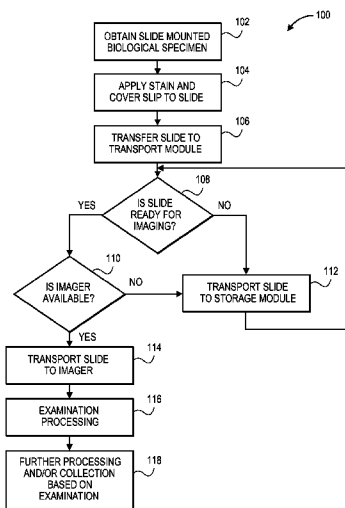 100
102
OBTAIN SLIDE MOUNTED
BIOLOGICAL SPECIMEN
104
APPLY STAIN AND
COVER SLIP TO SLIDE
106
TRANSFER SLIDE TO
TRANSPORT MODULE
108
IS SLIDE
READY FOR
IMAGING?
YES
NO
110
IS IMAGER
AVAILABLE?
NO
YES
112
TRANSPORT SLIDE
TO STORAGE MODULE
114
TRANSPORT SLIDE
TO IMAGER
116
EXAMINATION
PROCESSING
118
FURTHER PROCESSING
AND/OR COLLECTION
BASED ON
EXAMINATION